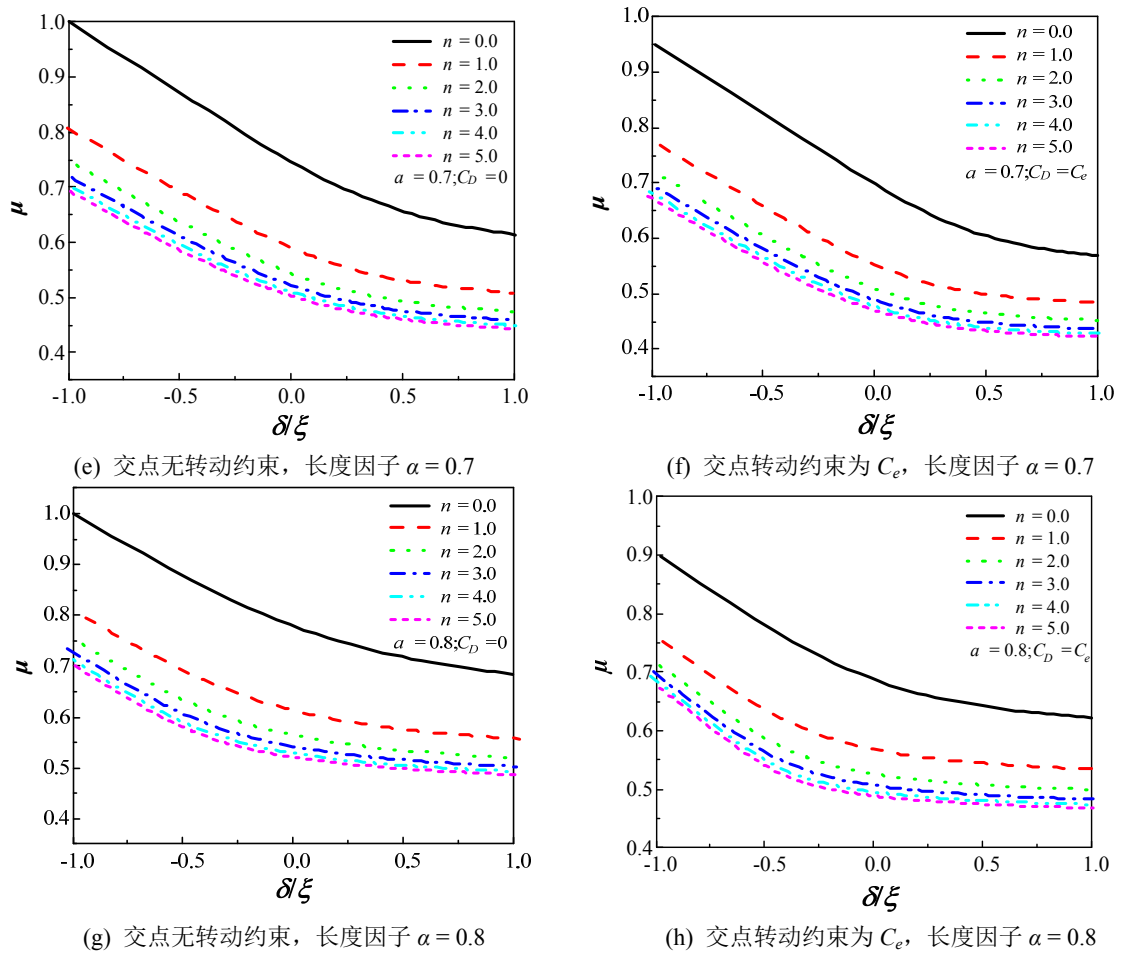 1.0
0.9
0.8
0.7
0.6
0.5
0.4
μ
-1.0 -0.5 0.0 0.5 1.0
δ/ξ
n = 0.0
n = 1.0
n = 2.0
n = 3.0
n = 4.0
n = 5.0
a = 0.7;C_D = 0
(e) 交点无转动约束，长度因子 α = 0.7
1.0
0.9
0.8
0.7
0.6
0.5
0.4
μ
-1.0 -0.5 0.0 0.5 1.0
δ/ξ
n = 0.0
n = 1.0
n = 2.0
n = 3.0
n = 4.0
n = 5.0
a = 0.7;C_D = C_e
(f) 交点转动约束为 C_e，长度因子 α = 0.7
1.0
0.9
0.8
0.7
0.6
0.5
0.4
μ
-1.0 -0.5 0.0 0.5 1.0
δ/ξ
n = 0.0
n = 1.0
n = 2.0
n = 3.0
n = 4.0
n = 5.0
a = 0.8;C_D = 0
(g) 交点无转动约束，长度因子 α = 0.8
1.0
0.9
0.8
0.7
0.6
0.5
0.4
μ
-1.0 -0.5 0.0 0.5 1.0
δ/ξ
n = 0.0
n = 1.0
n = 2.0
n = 3.0
n = 4.0
n = 5.0
a = 0.8;C_D = C_e
(h) 交点转动约束为 C_e，长度因子 α = 0.8